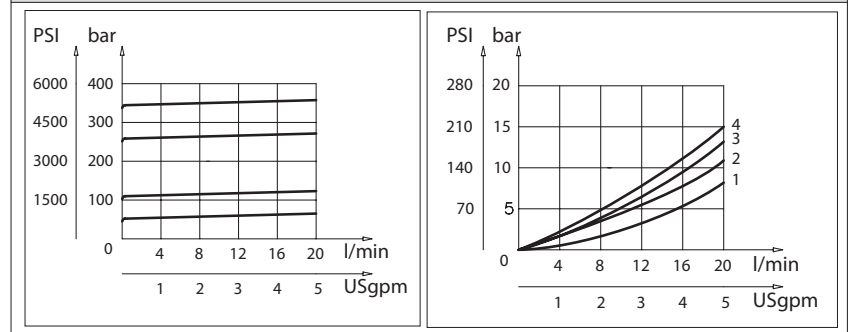 PSI bar
6000 400
4500 300
3000 200
1500 100
0 4 8 12 16 20 l/min
1 2 3 4 5 USgpm
PSI bar
280 20
210 15
140 10
70 5
4
3
2
1
0 4 8 12 16 20 l/min
1 2 3 4 5 USgpm